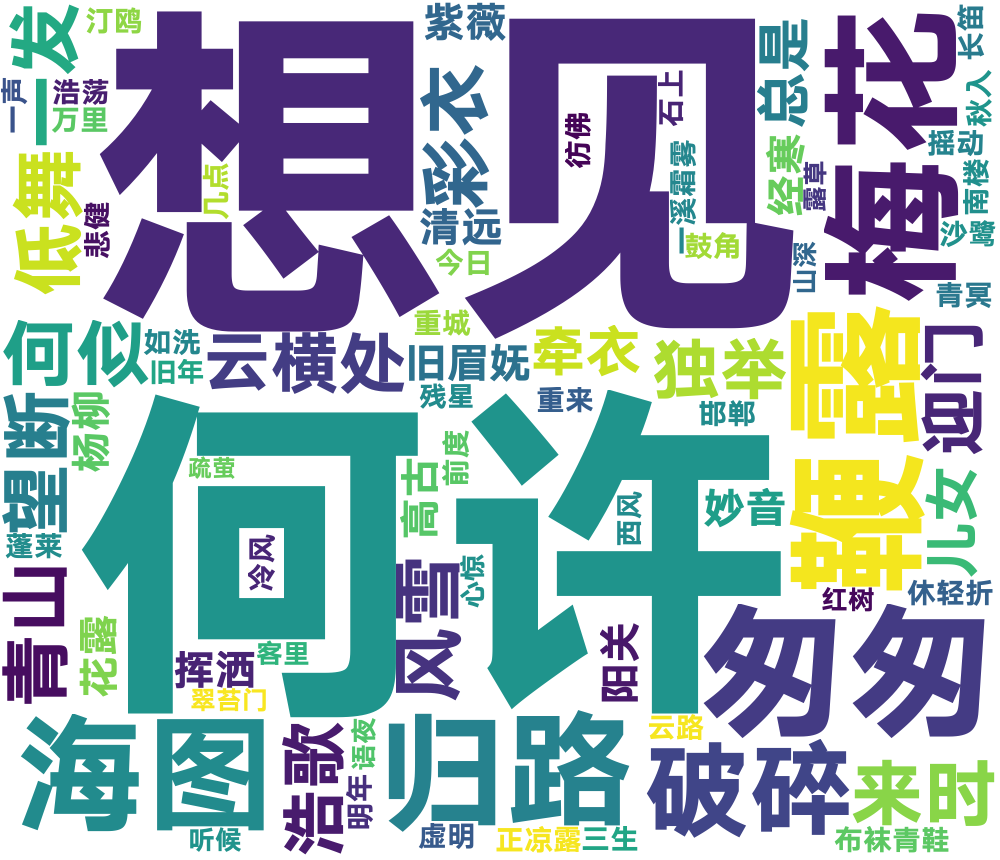 想见
何许
一发
汀鸥
一声
浩荡
万里
低舞
悲健
几点
紫薇
彩衣
清远
今日
彷佛
石上
一溪霜雾
鼓角
总是
经寒
露草
山深
梅花
长笛
秋入
摇动
南楼
沙鹭
青冥
何似
如洗
旧年
云横处
重城
旧眉妩
残星
牵衣
重来
独举
邯郸
露鞭
迎门
望断
杨柳
蓬莱
疏萤
高古
前度
西风
妙音
儿女
青山
花露
冷风
风雪
心惊
客里
挥洒
翠苔门
阳关
红树
休轻折
匆匆
海图
浩歌
语夜
明年
归路
云路
破碎
来时
听候
虚明
正凉露
三生
布袜青鞋